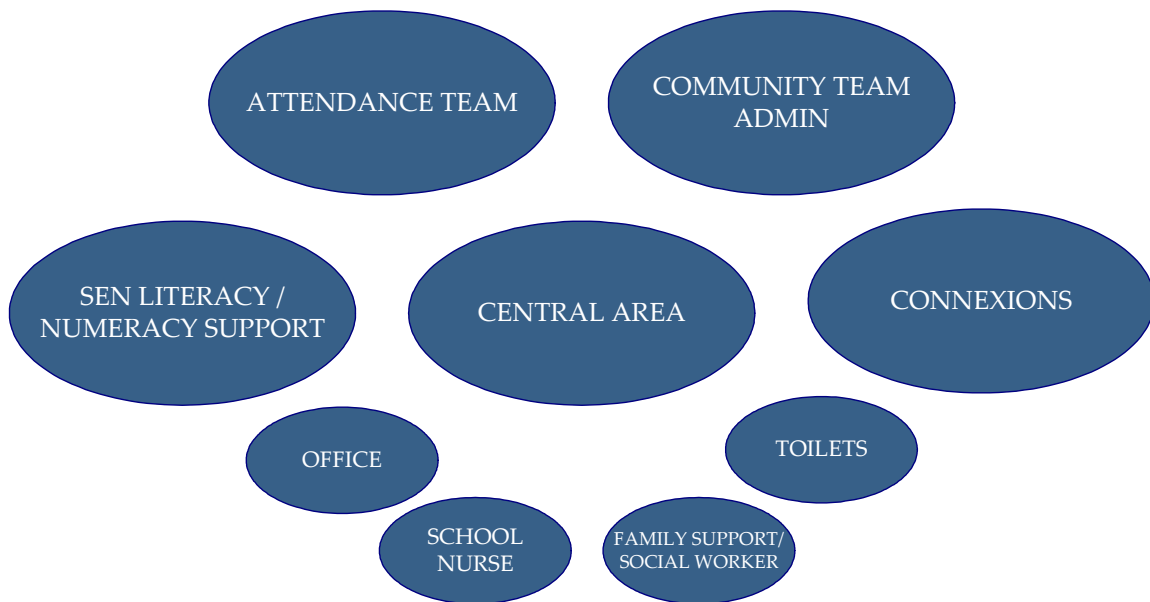 ATTENDANCE TEAM
COMMUNITY TEAM
ADMIN
SEN LITERACY /
NUMERACY SUPPORT
CENTRAL AREA
CONNEXIONS
OFFICE
TOILETS
SCHOOL
NURSE
FAMILY SUPPORT/
SOCIAL WORKER